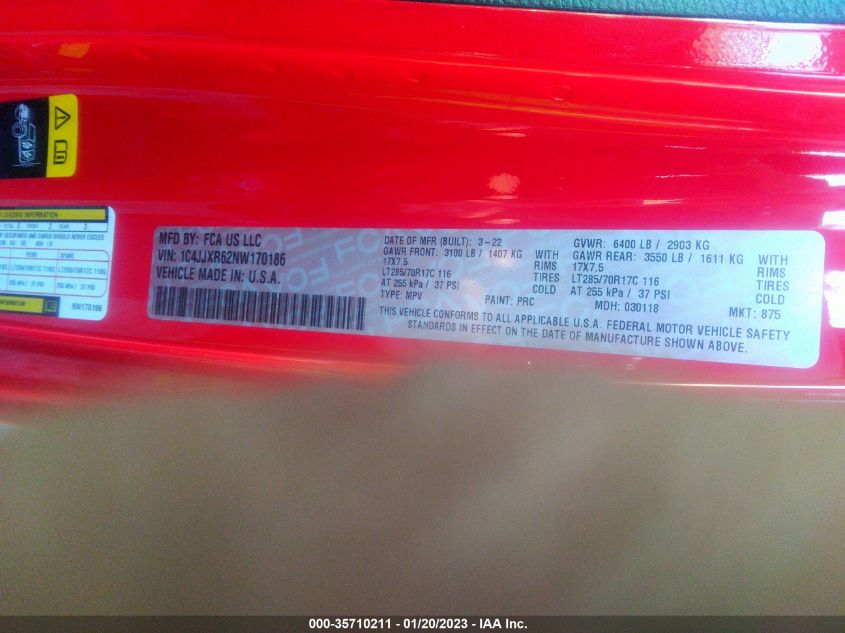 LOADING INFORMATION
NW170186
MFD BY: FCA US LLC
VIN: 1C4JJXR62NW170186
VEHICLE MADE IN U.S.A.
DATE OF MFR (BUILT): 3-22
GAWR FRONT: 3100 LB / 1407 KG WITH
17X7.5 RIMS
LT285/70R17C 116 TIRES
AT 255 kPa / 37 PSI COLD
TYPE: MPV PAINT: PRC
GVWR: 6400 LB / 2903 KG
GAWR REAR: 3550 LB / 1611 KG WITH
17X7.5 RIMS
LT285/70R17C 116 TIRES
AT 255 kPa / 37 PSI COLD
MDH: 030118 MKT: 875
THIS VEHICLE CONFORMS TO ALL APPLICABLE U.S.A. FEDERAL MOTOR VEHICLE SAFETY
STANDARDS IN EFFECT ON THE DATE OF MANUFACTURE SHOWN ABOVE.
000-35710211 - 01/20/2023 - IAA Inc.